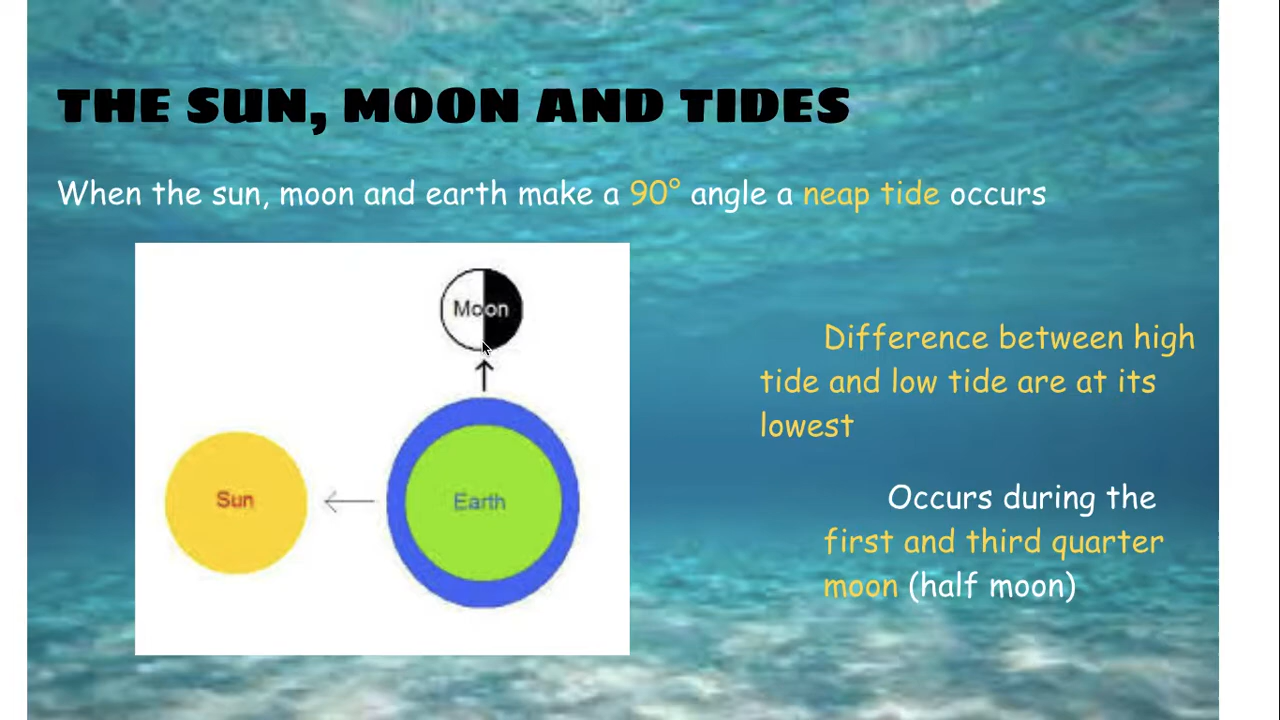 THE SUN, MOON AND TIDES
When the sun, moon and earth make a 90° angle a neap tide occurs
Moon
Sun
Earth
Difference between high
tide and low tide are at its
lowest
Occurs during the
first and third quarter
moon (half moon)